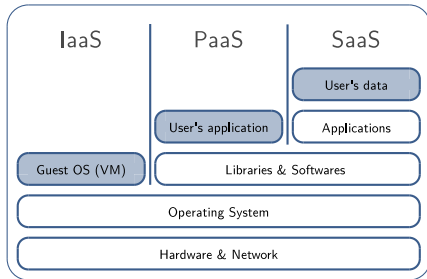 IaaS PaaS SaaS
User's data
User's application Applications
Guest OS (VM) Libraries & Softwares
Operating System
Hardware & Network